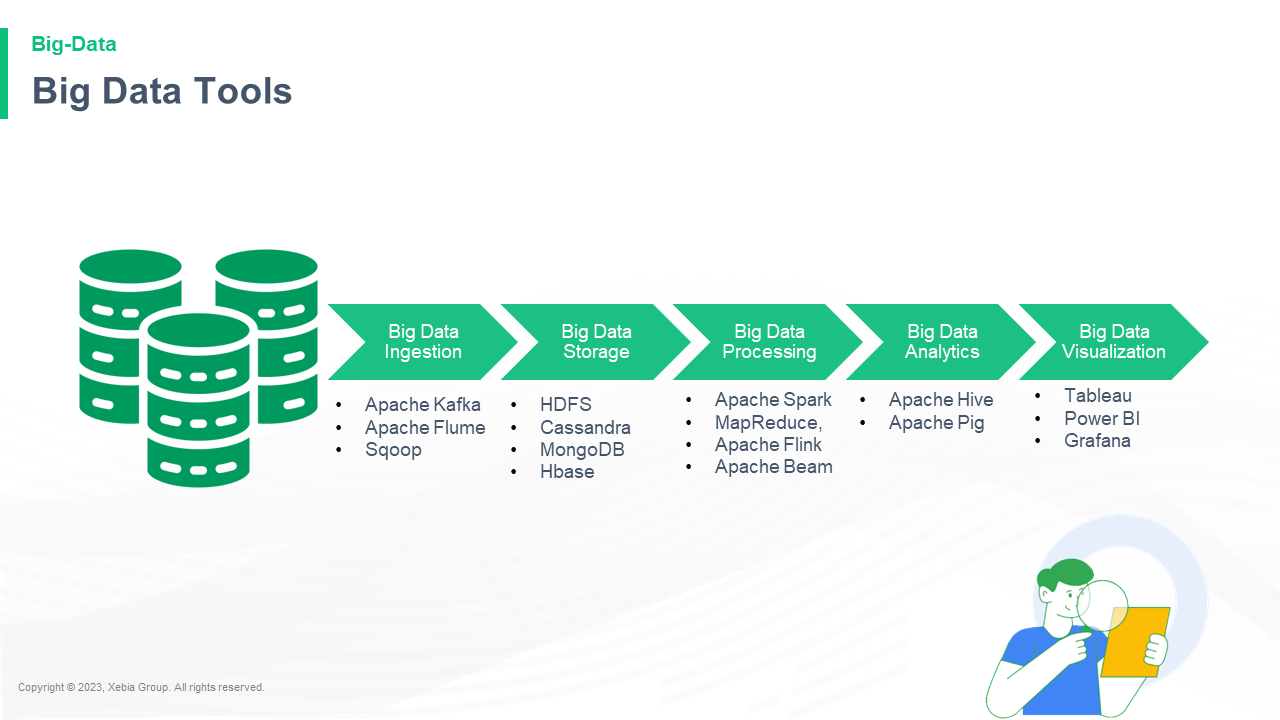 Big-Data
Big Data Tools
Big Data
Ingestion
Big Data
Storage
Big Data
Processing
Big Data
Analytics
Big Data
Visualization
• Apache Kafka
• Apache Flume
• Sqoop
• HDFS
• Cassandra
• MongoDB
• Hbase
• Apache Spark
• MapReduce,
• Apache Flink
• Apache Beam
• Apache Hive
• Apache Pig
• Tableau
• Power BI
• Grafana
Copyright © 2023, Xebia Group. All rights reserved.